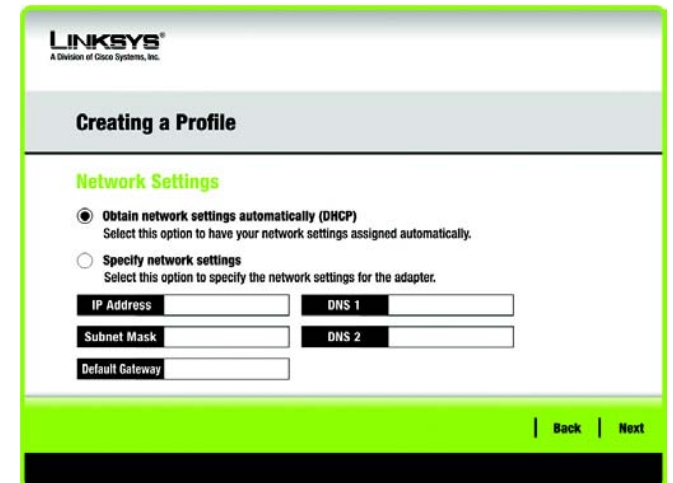 LINKSYS®
A Division of Cisco Systems, Inc.
Creating a Profile
Network Settings
Obtain network settings automatically (DHCP)
Select this option to have your network settings assigned automatically.
Specify network settings
Select this option to specify the network settings for the adapter.
IP Address DNS 1
Subnet Mask DNS 2
Default Gateway
Back Next